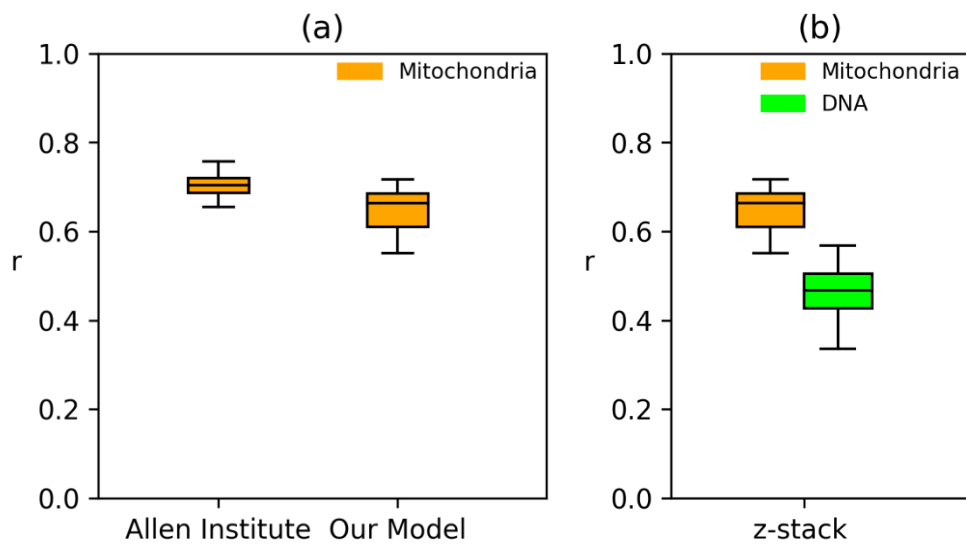 (a)
1.0
0.8
0.6
0.4
0.2
0.0
r
Mitochondria
Allen Institute
Our Model
(b)
1.0
0.8
0.6
0.4
0.2
0.0
r
Mitochondria
DNA
z-stack